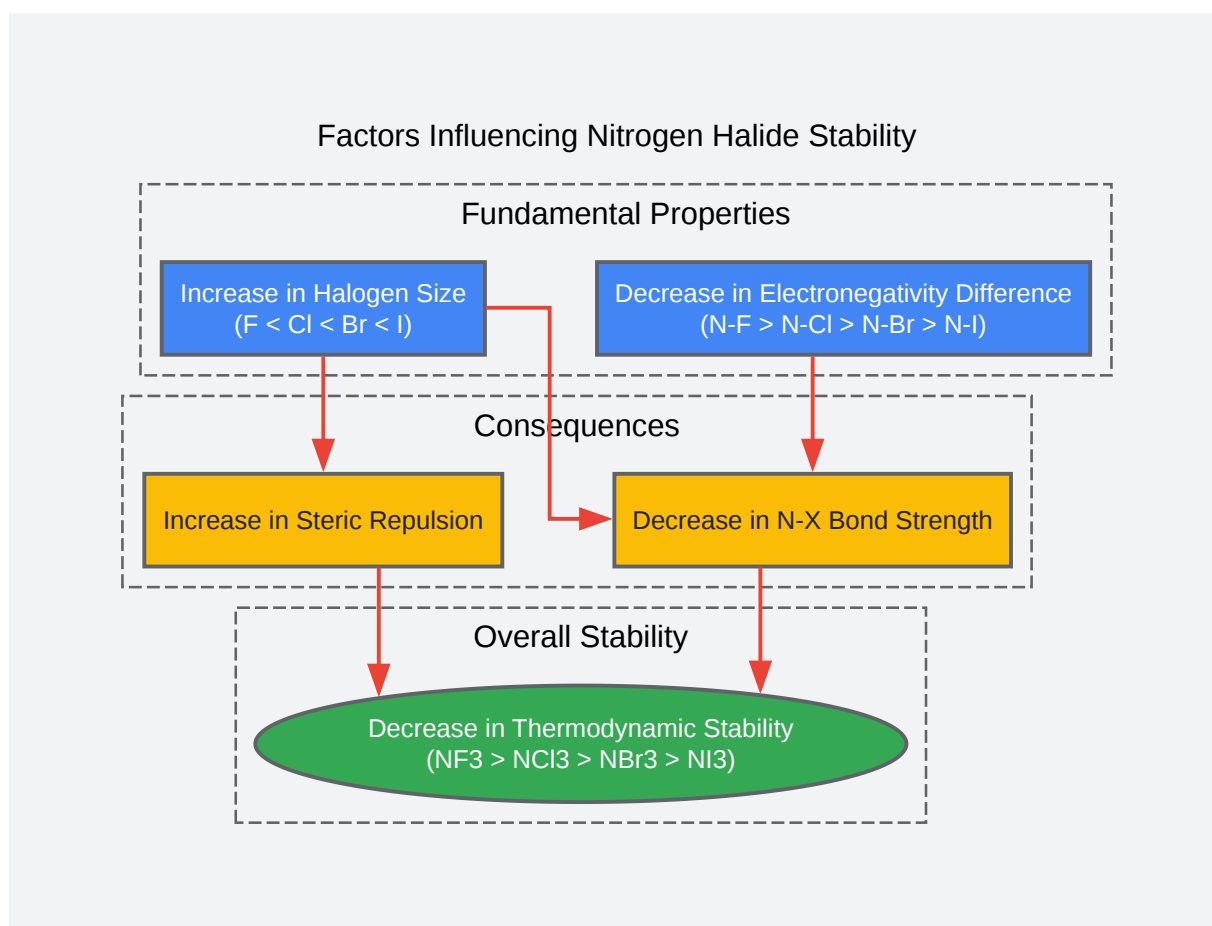 Factors Influencing Nitrogen Halide Stability
Fundamental Properties
Increase in Halogen Size
(F < Cl < Br < I)
Decrease in Electronegativity Difference
(N-F > N-Cl > N-Br > N-I)
Consequences
Increase in Steric Repulsion
Decrease in N-X Bond Strength
Overall Stability
Decrease in Thermodynamic Stability
(NF3 > NCl3 > NBr3 > NI3)